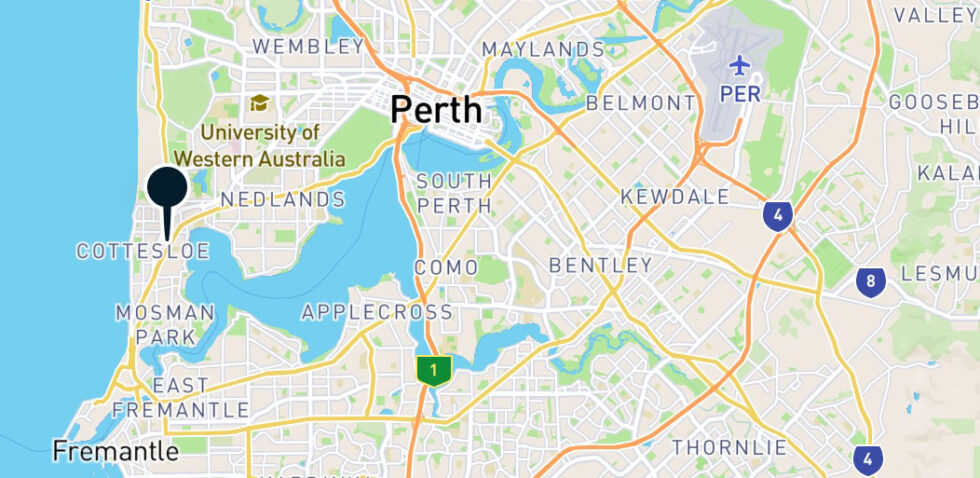 VALLEY
WEMBLEY
MAYLANDS
PER
Perth
BELMONT
GOOSEB
HIL
University of
Western Australia
KALA
SOUTH
PERTH
NEDLANDS
KEWDALE
4
COTTESLOE
COMO
BENTLEY
8
LESMU
MOSMAN
PARK
APPLECROSS
1
EAST
FREMANTLE
Fremantle
THORNLIE
4